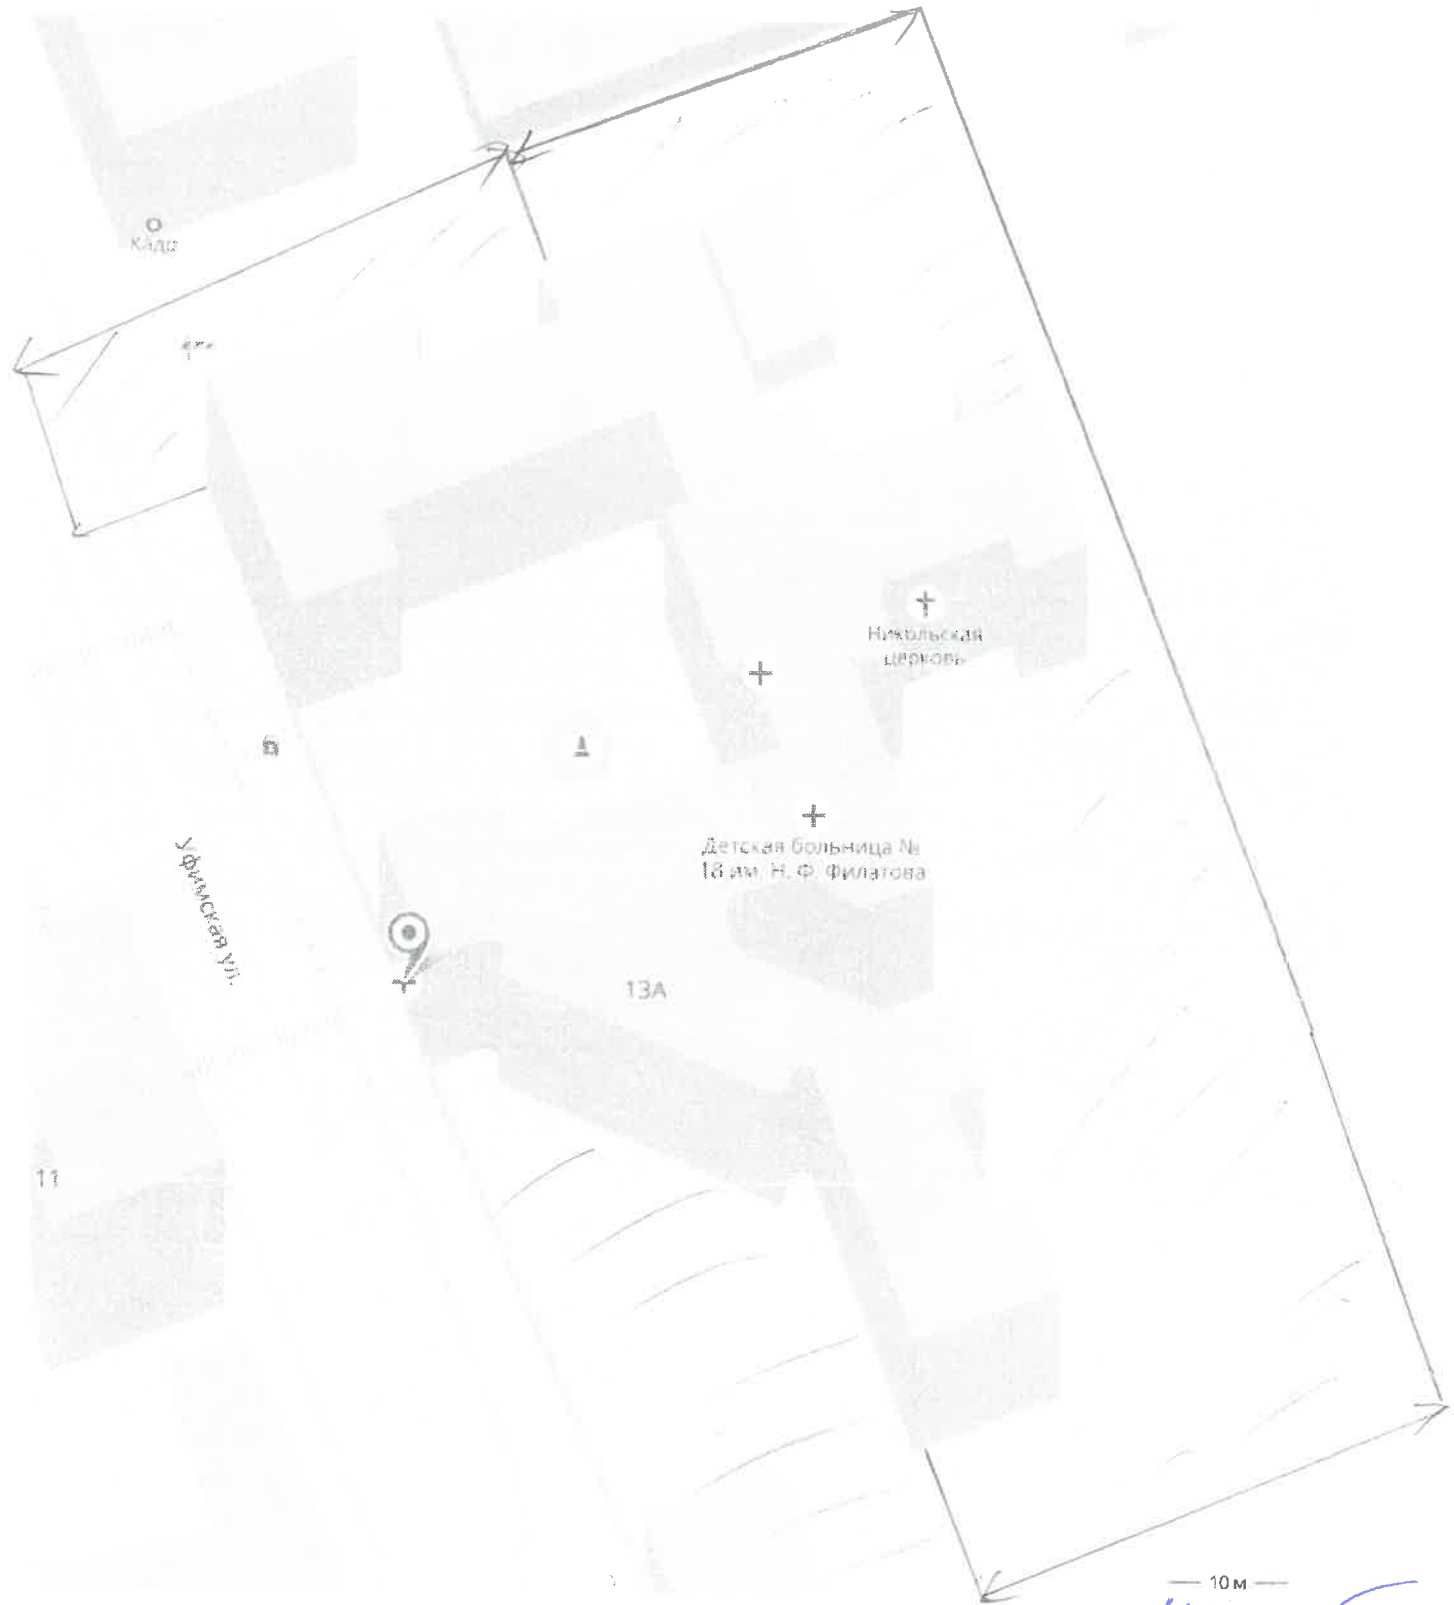 Кадо
Никольская
церковь
Детская больница №
18 им. Н. Ф. Филатова
Уфимская ул.
13А
11
10 м